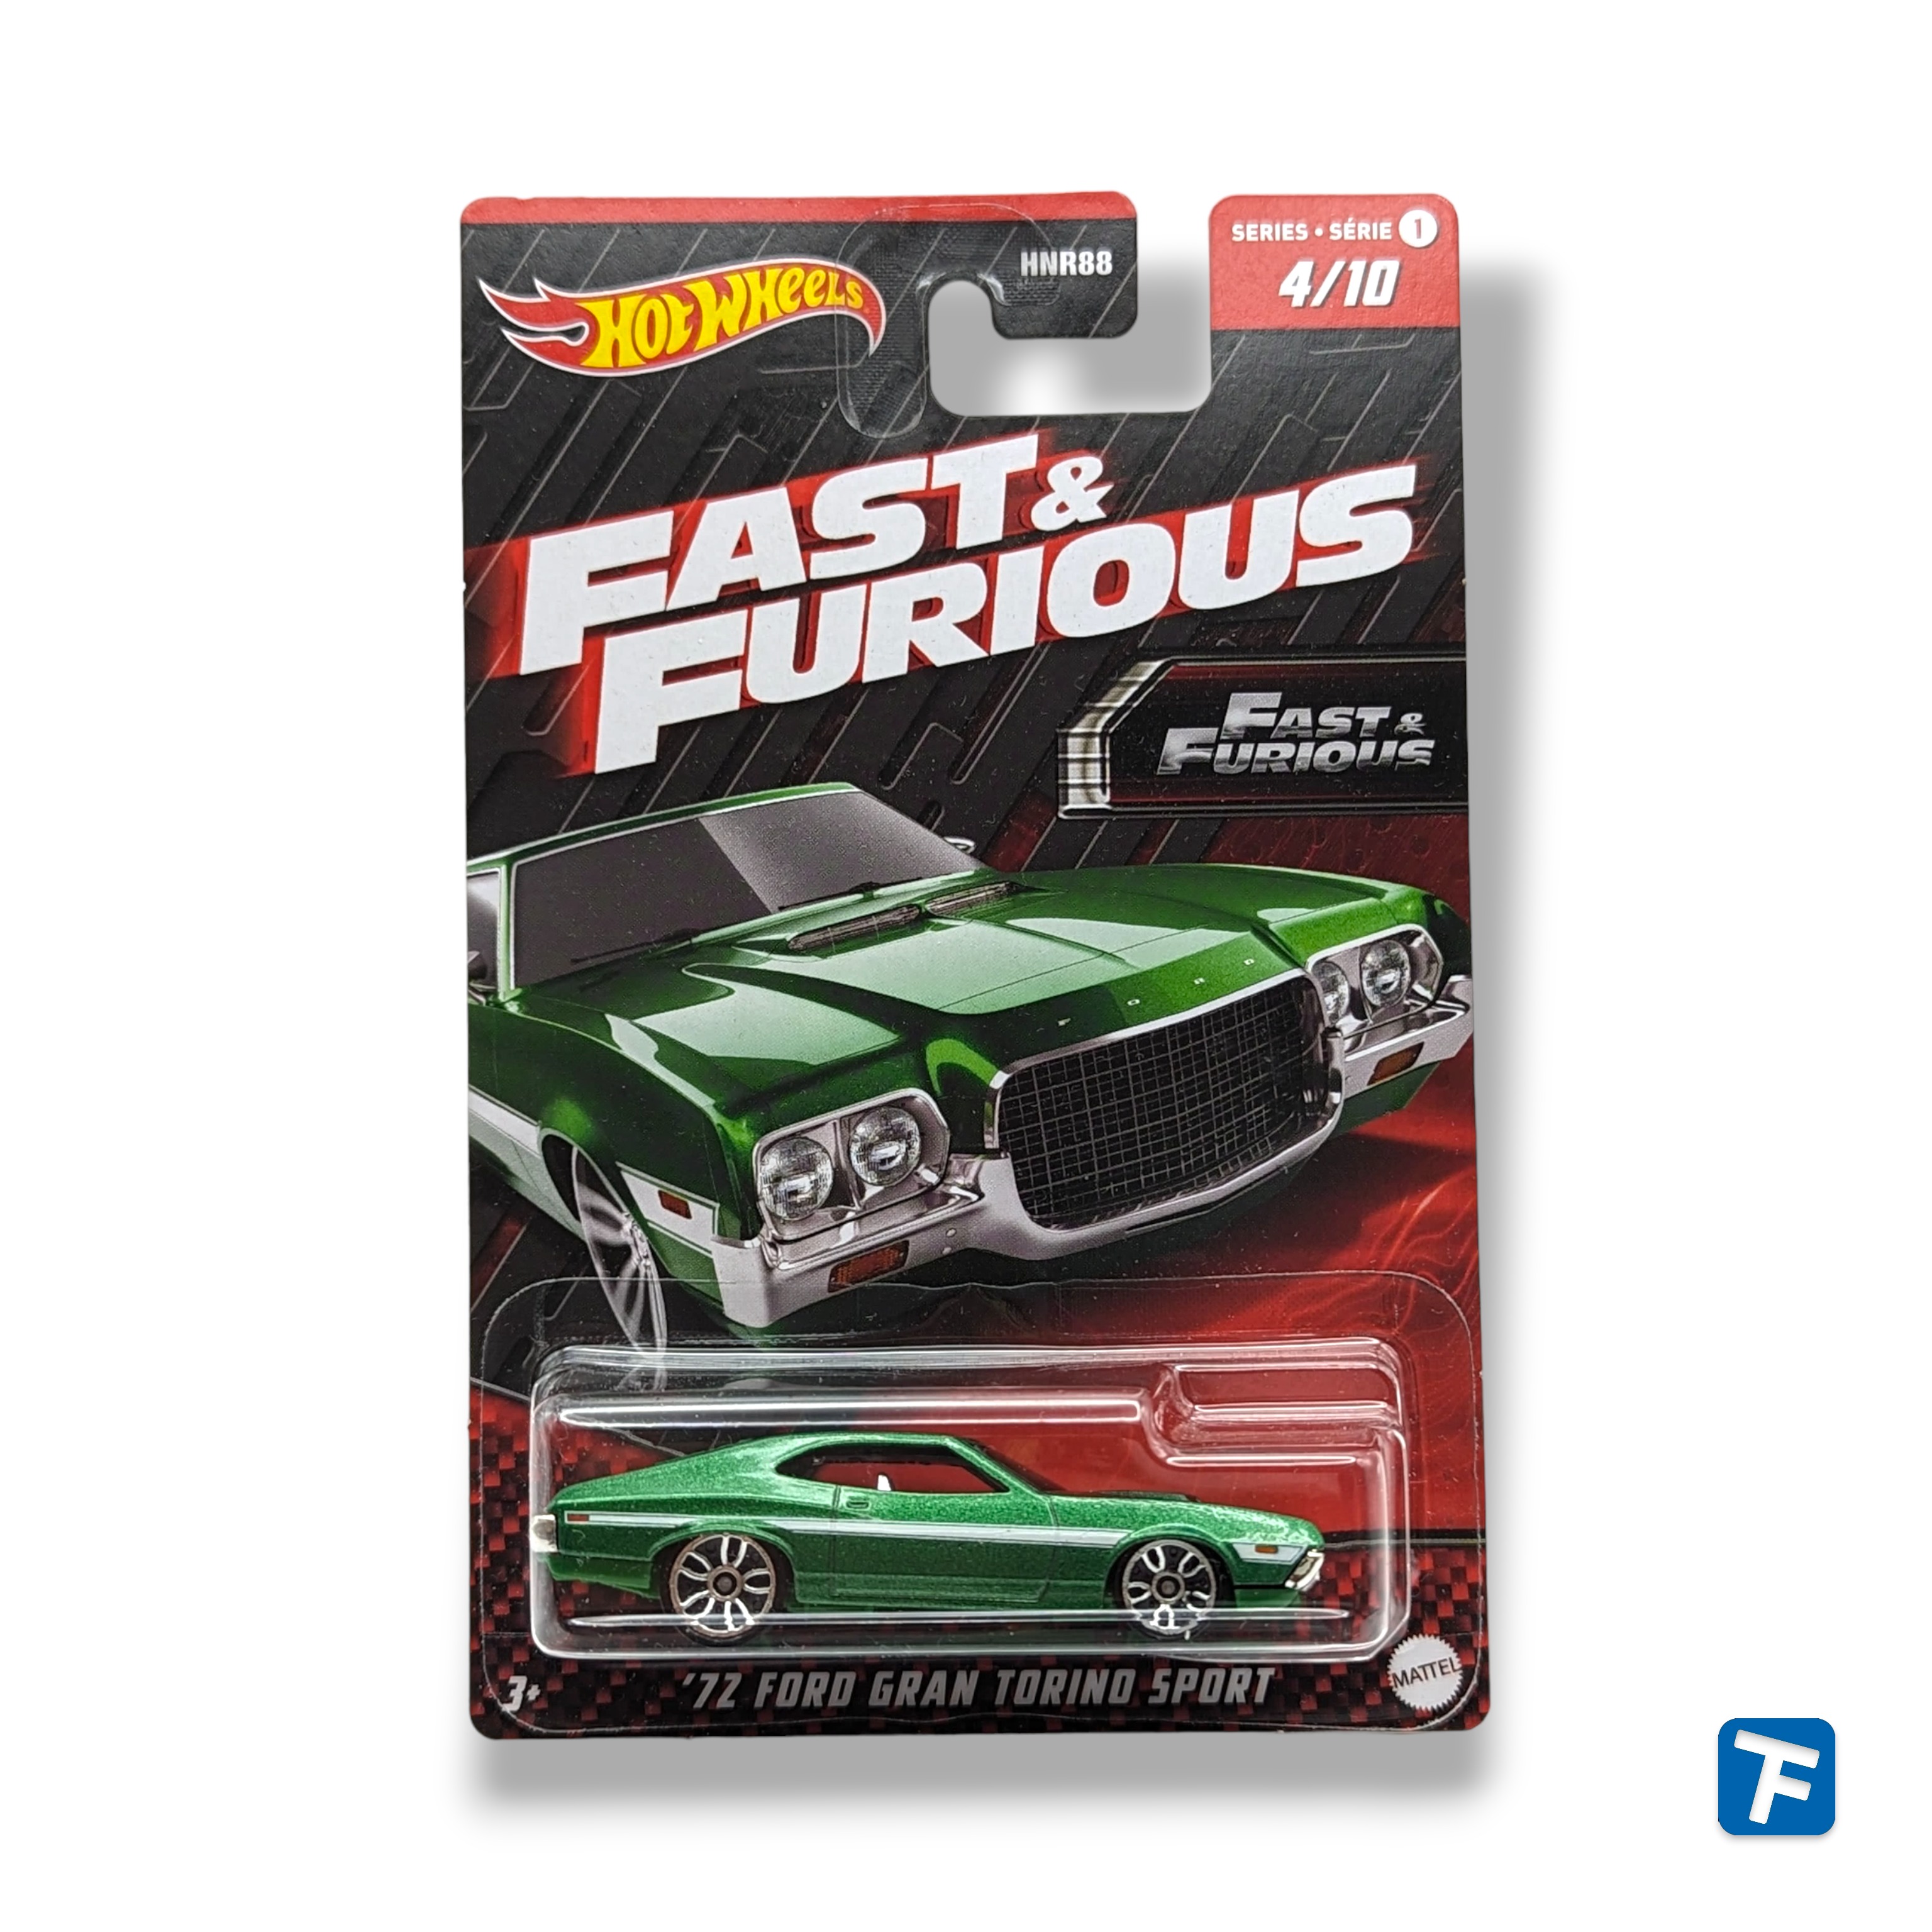 HOT WHEELS
HNR88
SERIES • SÉRIE 1
4/10
FAST &
FURIOUS
FAST &
FURIOUS
F O R D
3+
'72 FORD GRAN TORINO SPORT
MATTEL
TF